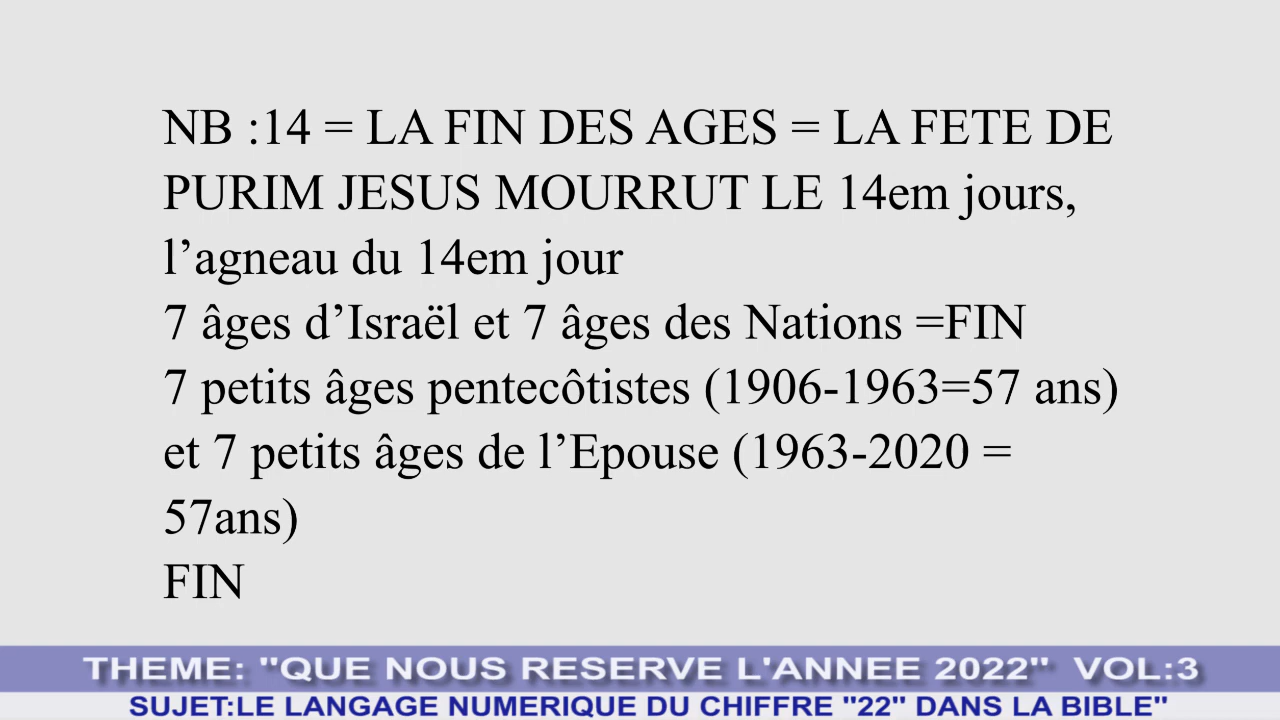 NB :14 = LA FIN DES AGES = LA FETE DE
PURIM JESUS MOURRUT LE 14em jours,
l’agneau du 14em jour
7 âges d’Israël et 7 âges des Nations =FIN
7 petits âges pentecôtistes (1906-1963=57 ans)
et 7 petits âges de l’Epouse (1963-2020 =
57ans)
FIN
THEME: "QUE NOUS RESERVE L'ANNEE 2022" VOL:3
SUJET:LE LANGAGE NUMERIQUE DU CHIFFRE "22" DANS LA BIBLE"